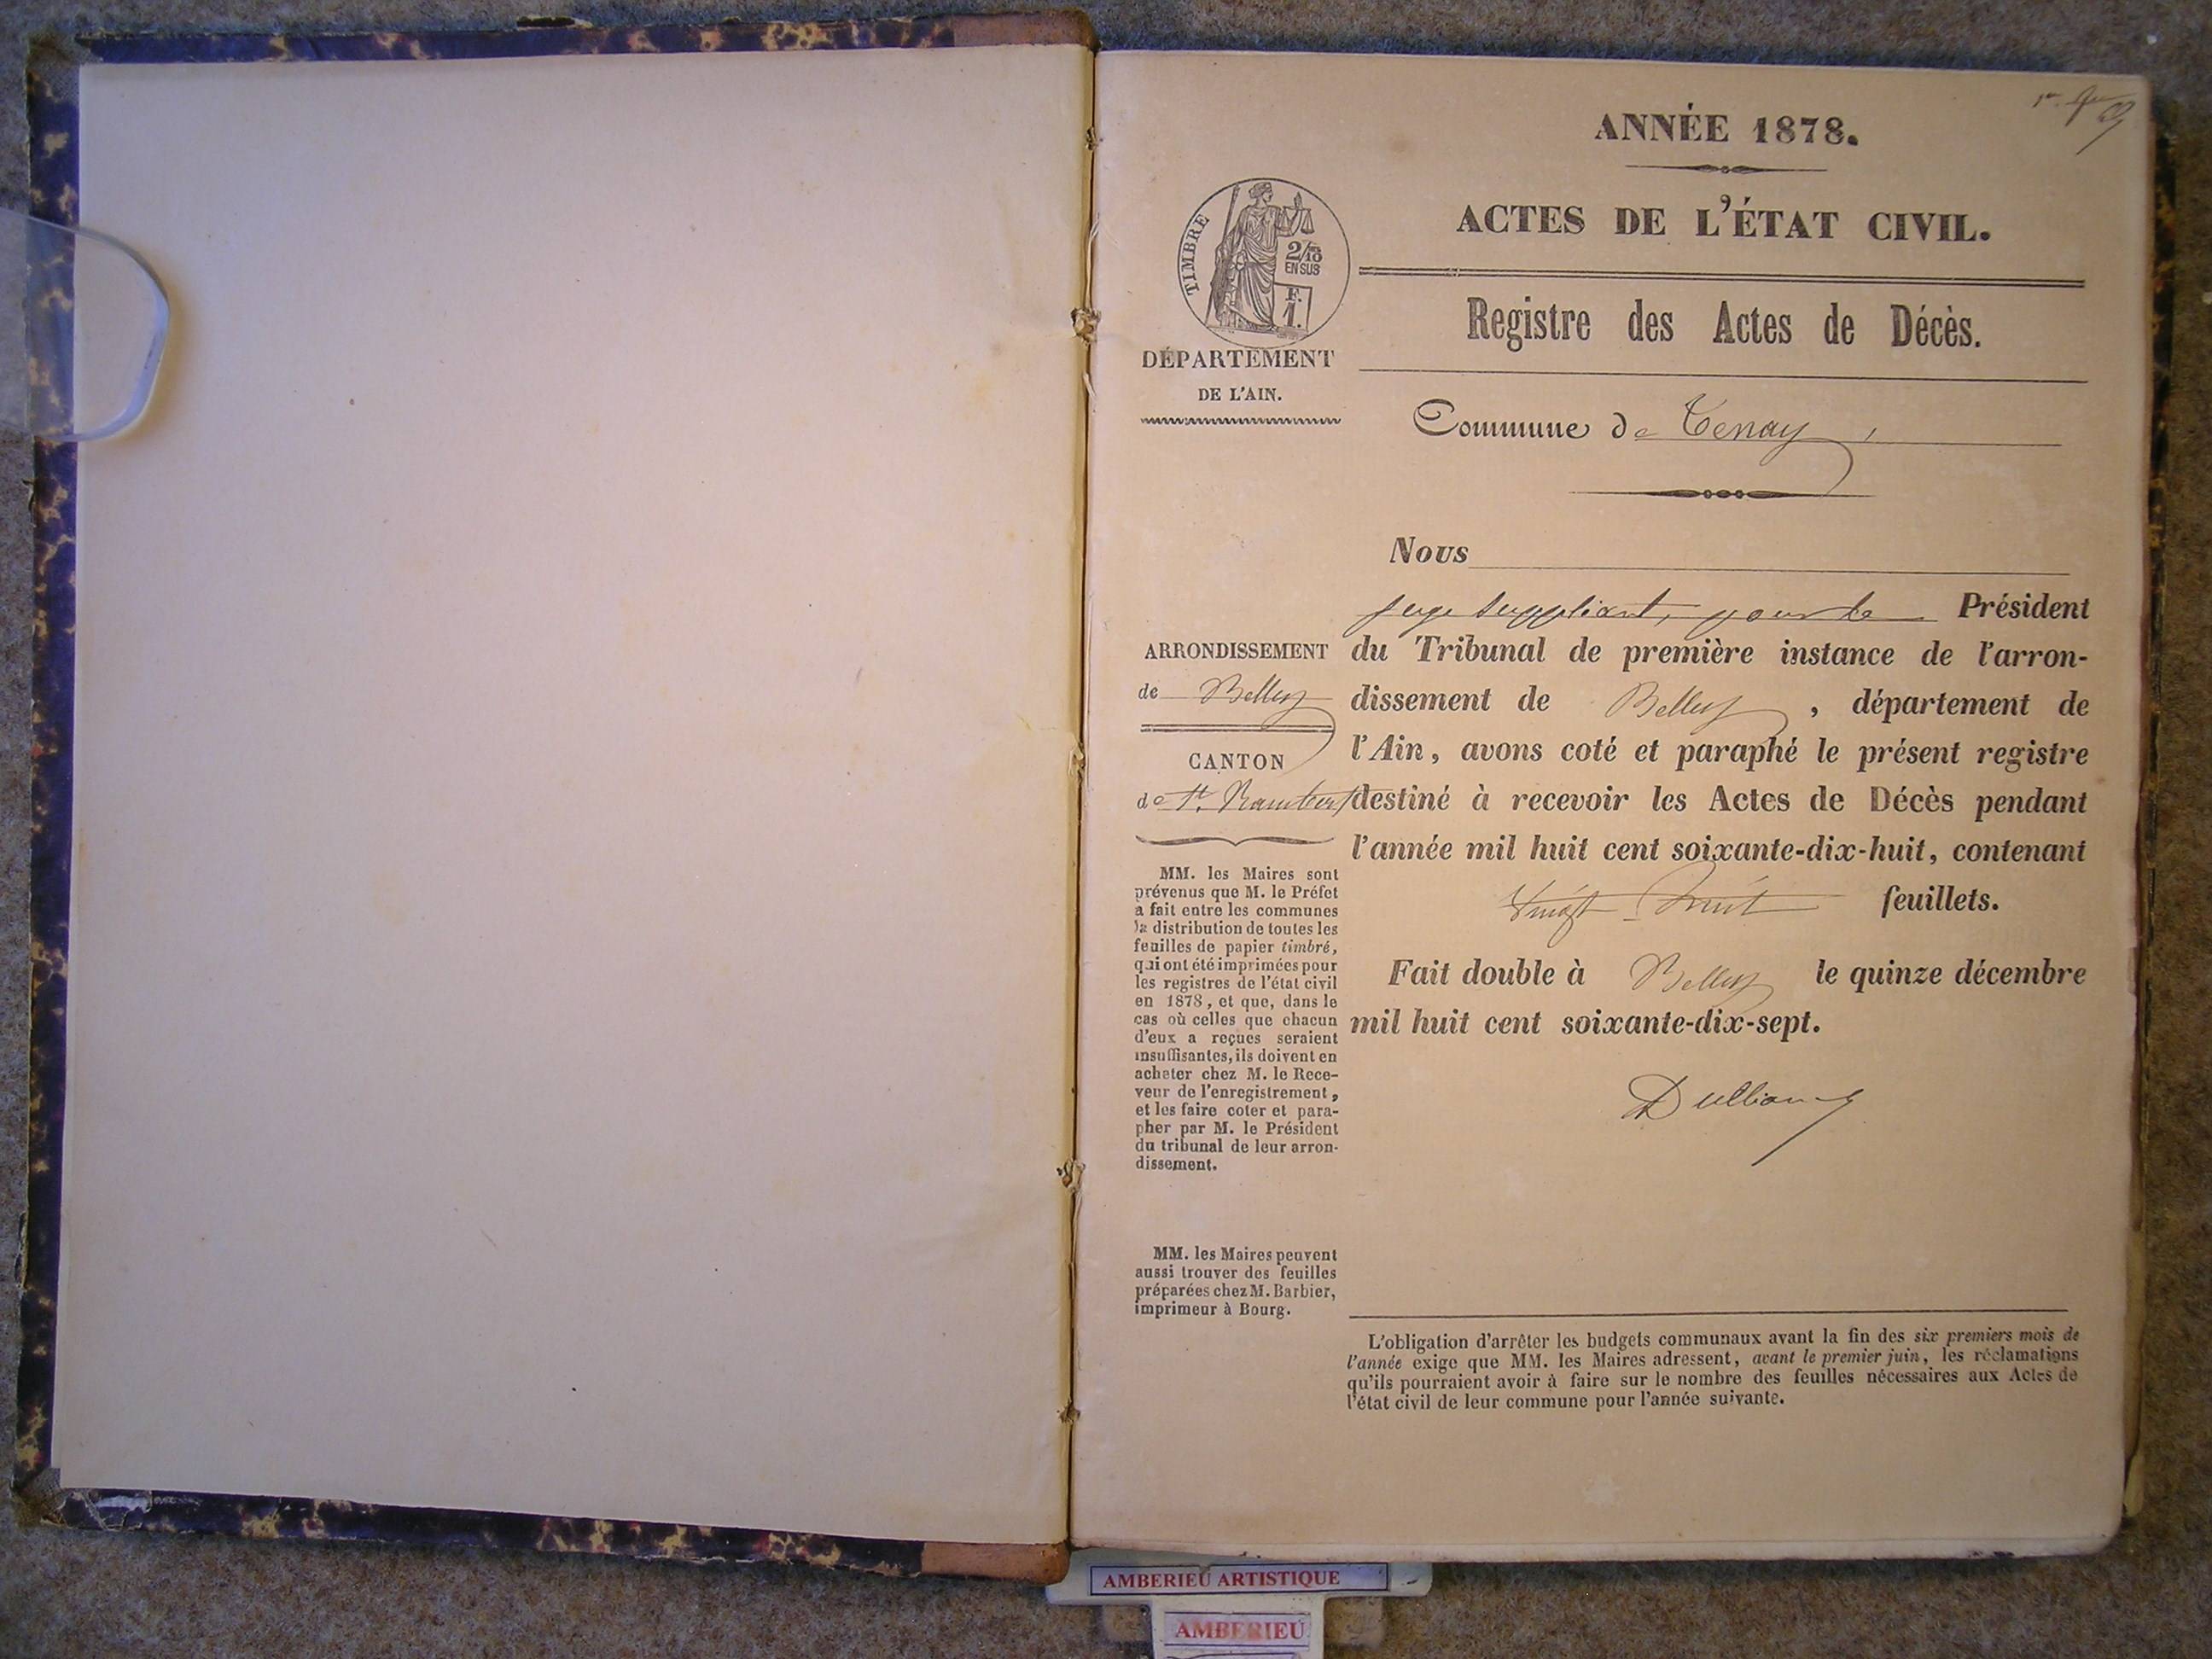 ANNÉE 1878.
ACTES DE L'ÉTAT CIVIL.
TIMBRE
2/10 EN SUS
F. 1.
DÉPARTEMENT
DE L'AIN.
Registre des Actes de Décès.
Commune de Tenay,
Nous
juge suppléant, pour le Président
du Tribunal de première instance de l'arron-
dissement de Belley, département de
l'Ain, avons coté et paraphé le présent registre
destiné à recevoir les Actes de Décès pendant
l'année mil huit cent soixante-dix-huit, contenant
Vingt-huit feuillets.
Fait double à Belley le quinze décembre
mil huit cent soixante-dix-sept.
ARRONDISSEMENT
de Belley
CANTON
de St. Rambert
MM. les Maires sont
prévenus que M. le Préfet
a fait entre les communes
la distribution de toutes les
feuilles de papier timbré,
qui ont été imprimées pour
les registres de l'état civil
en 1878, et que, dans le
cas où celles que chacun
d'eux a reçues seraient
insuffisantes, ils doivent en
acheter chez M. le Rece-
veur de l'enregistrement,
et les faire coter et para-
pher par M. le Président
du tribunal de leur arron-
dissement.
MM. les Maires peuvent
aussi trouver des feuilles
préparées chez M. Barbier,
imprimeur à Bourg.
L'obligation d'arrêter les budgets communaux avant la fin des six premiers mois de
l'année exige que MM. les Maires adressent, avant le premier juin, les réclamations
qu'ils pourraient avoir à faire sur le nombre des feuilles nécessaires aux Actes de
l'état civil de leur commune pour l'année suivante.
AMBERIEU ARTISTIQUE
AMBERIEU